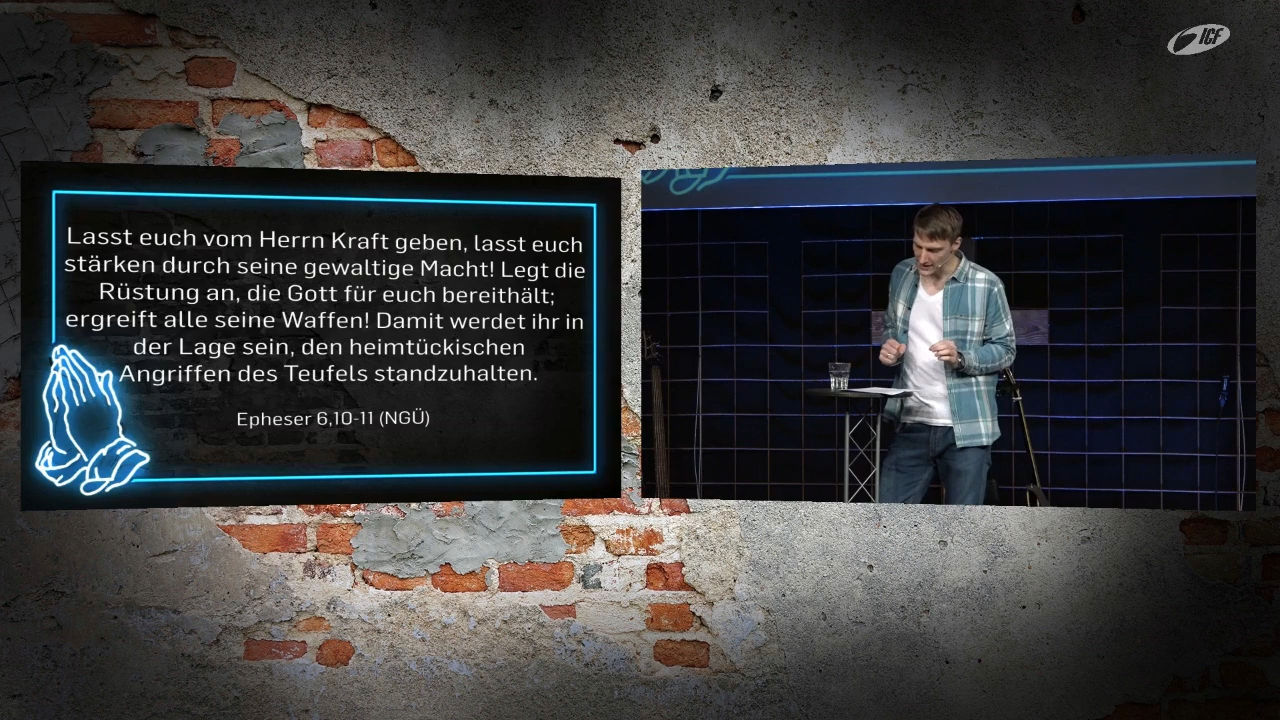 ICF
Lasst euch vom Herrn Kraft geben, lasst euch
stärken durch seine gewaltige Macht! Legt die
Rüstung an, die Gott für euch bereithält;
ergreift alle seine Waffen! Damit werdet ihr in
der Lage sein, den heimtückischen
Angriffen des Teufels standzuhalten.
Epheser 6,10-11 (NGÜ)